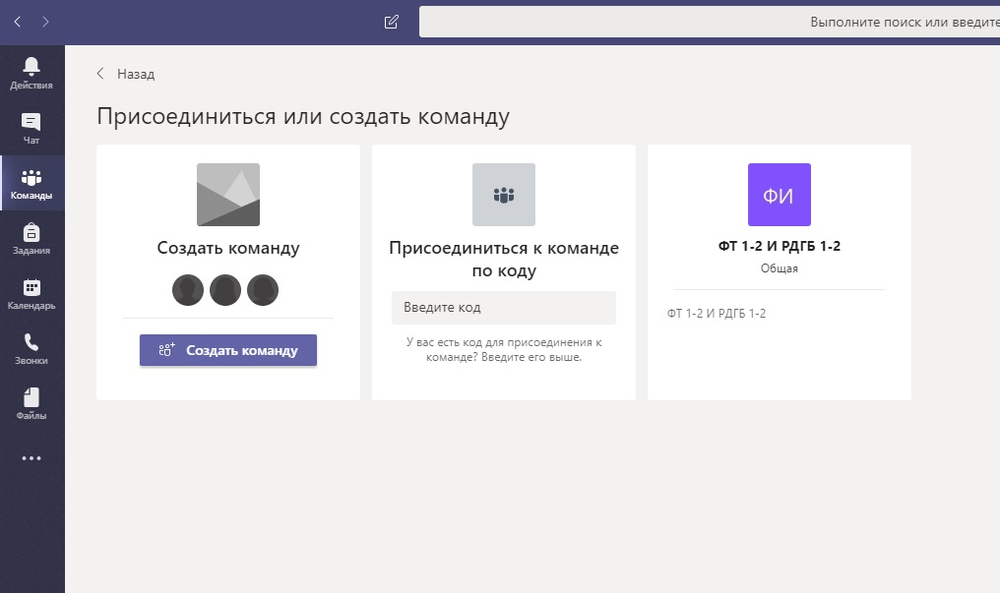 Выполните поиск или введите
Действия
Чат
Команды
Задания
Календарь
Звонки
Файлы
Назад
Присоединиться или создать команду
Создать команду
Создать команду
Присоединиться к команде
по коду
Введите код
У вас есть код для присоединения к
команде? Введите его выше.
ФИ
ФТ 1-2 И РДГБ 1-2
Общая
ФТ 1-2 И РДГБ 1-2